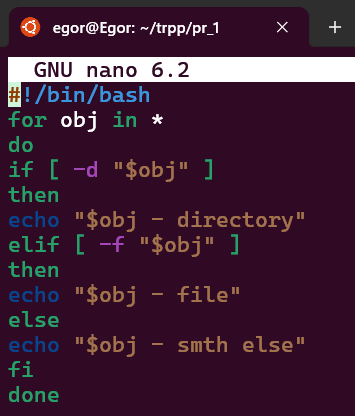 egor@Egor: ~/trpp/pr_1
GNU nano 6.2
#!/bin/bash
for obj in *
do
if [ -d "$obj" ]
then
echo "$obj - directory"
elif [ -f "$obj" ]
then
echo "$obj - file"
else
echo "$obj - smth else"
fi
done